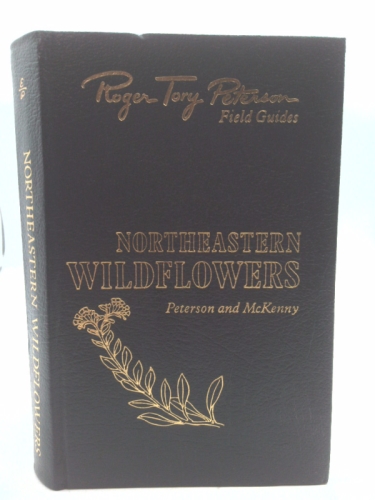 Roger Tory Peterson
Field Guides
NORTHEASTERN
WILDFLOWERS
Peterson and McKenny
NORTHEASTERN WILDFLOWERS